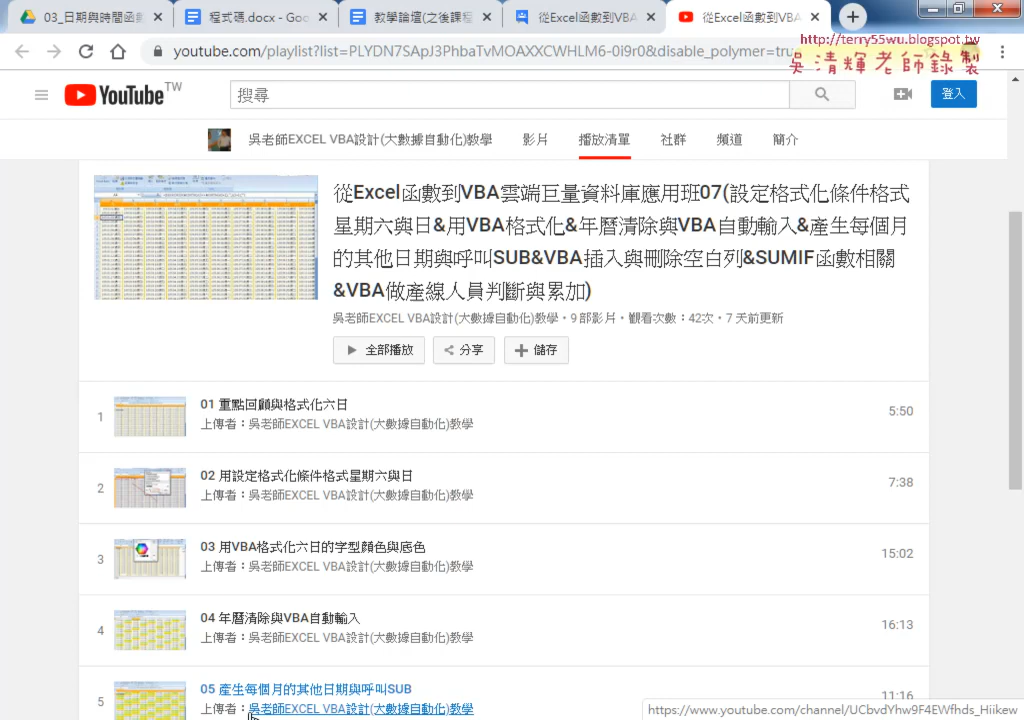 03_日期與時間函數
程式碼.docx - Goo
教學論壇(之後課程
從Excel函數到VBA
從Excel函數到VBA
youtube.com/playlist?list=PLYDN7SApJ3PhbaTvMOAXXCWHLM6-0i9r0&disable_polymer=tru
http://terry55wu.blogspot.tw
吳清輝老師錄製
YouTube TW
搜尋
登入
吳老師EXCEL VBA設計(大數據自動化)教學 影片 播放清單 社群 頻道 簡介
從Excel函數到VBA雲端巨量資料庫應用班07(設定格式化條件格式
星期六與日&用VBA格式化&年曆清除與VBA自動輸入&產生每個月
的其他日期與呼叫SUB&VBA插入與刪除空白列&SUMIF函數相關
&VBA做產線人員判斷與累加)
吳老師EXCEL VBA設計(大數據自動化)教學・9 部影片・觀看次數：42次・7 天前更新
全部播放 分享 儲存
1 01 重點回顧與格式化六日 5:50
上傳者：吳老師EXCEL VBA設計(大數據自動化)教學
2 02 用設定格式化條件格式星期六與日 7:38
上傳者：吳老師EXCEL VBA設計(大數據自動化)教學
3 03 用VBA格式化六日的字型顏色與底色 15:02
上傳者：吳老師EXCEL VBA設計(大數據自動化)教學
4 04 年曆清除與VBA自動輸入 16:13
上傳者：吳老師EXCEL VBA設計(大數據自動化)教學
5 05 產生每個月的其他日期與呼叫SUB 11:16
上傳者：吳老師EXCEL VBA設計(大數據自動化)教學
https://www.youtube.com/channel/UCbvdYhw9F4EWfhds_Hiikew